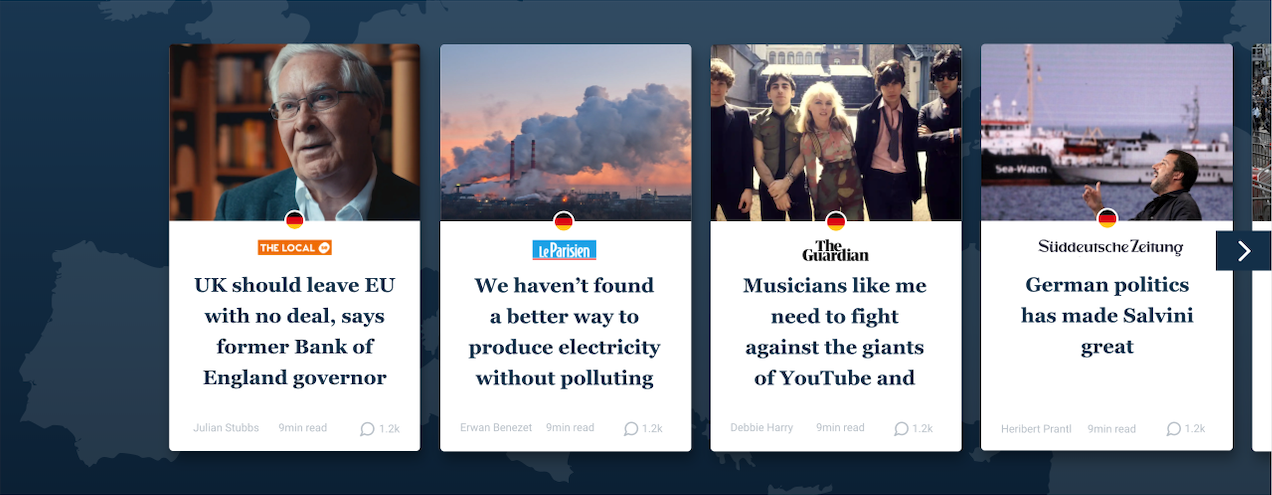 THE LOCAL
UK should leave EU
with no deal, says
former Bank of
England governor
Julian Stubbs 9min read 1.2k
Le Parisien
We haven’t found
a better way to
produce electricity
without polluting
Erwan Benezet 9min read 1.2k
The
Guardian
Musicians like me
need to fight
against the giants
of YouTube and
Debbie Harry 9min read 1.2k
Sea-Watch
Süddeutsche Zeitung
German politics
has made Salvini
great
Heribert Prantl 9min read 1.2k